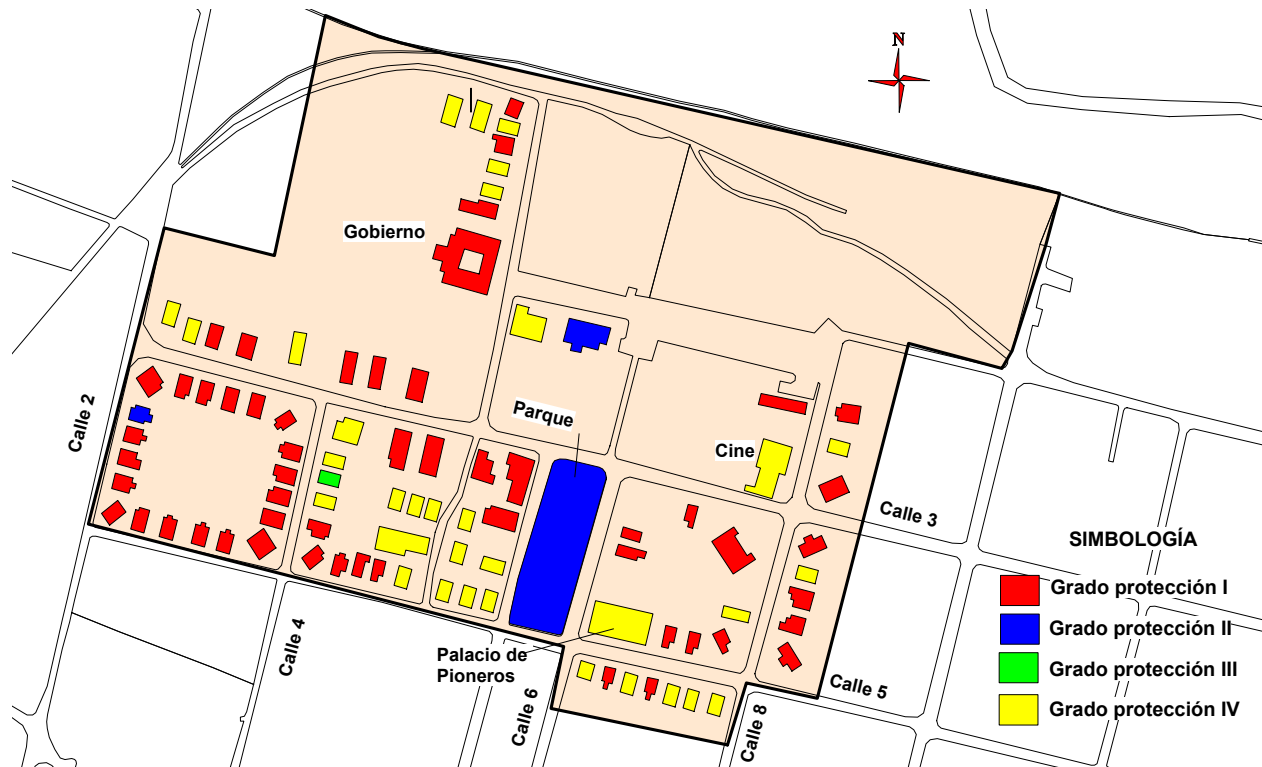 N
Gobierno
Parque
Calle 2
Cine
Calle 3
SIMBOLOGÍA
Grado protección I
Grado protección II
Grado protección III
Grado protección IV
Calle 4
Palacio de
Pioneros
Calle 6
Calle 5
Calle 8